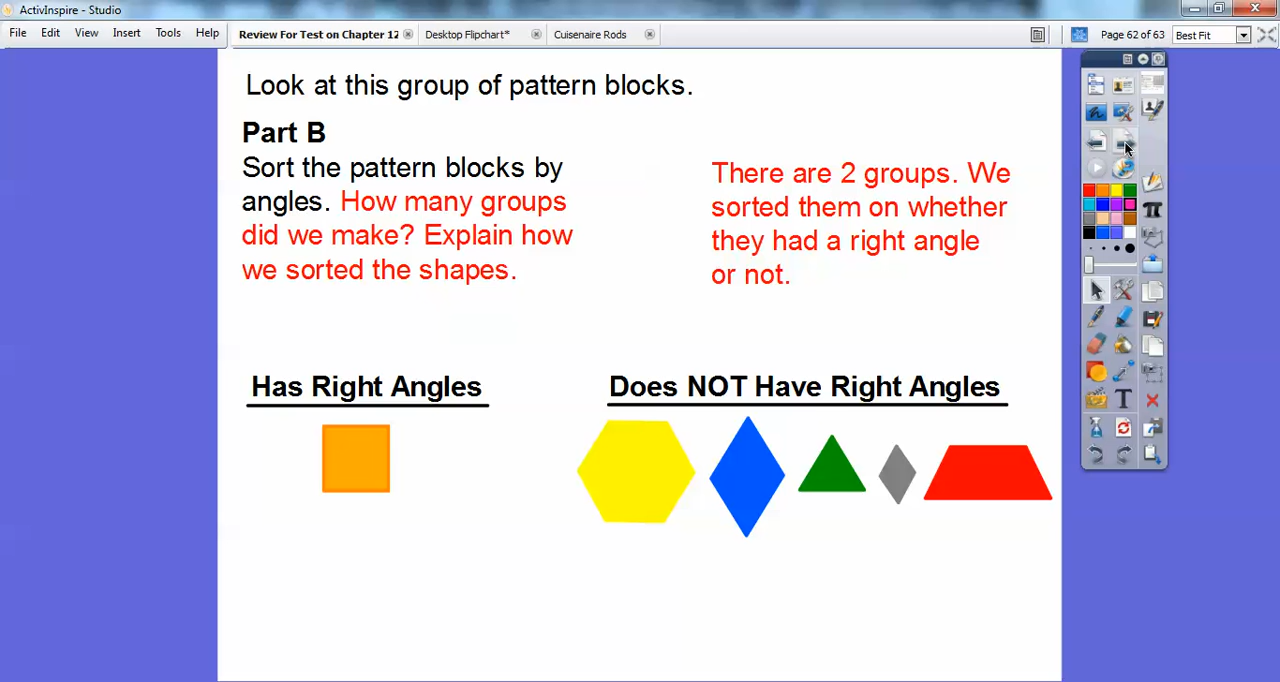 ActivInspire - Studio
File Edit View Insert Tools Help
Review For Test on Chapter 12 Desktop Flipchart* Cuisenaire Rods
Page 62 of 63 Best Fit
Look at this group of pattern blocks.
Part B
Sort the pattern blocks by
angles. How many groups
did we make? Explain how
we sorted the shapes.
There are 2 groups. We
sorted them on whether
they had a right angle
or not.
Has Right Angles
Does NOT Have Right Angles